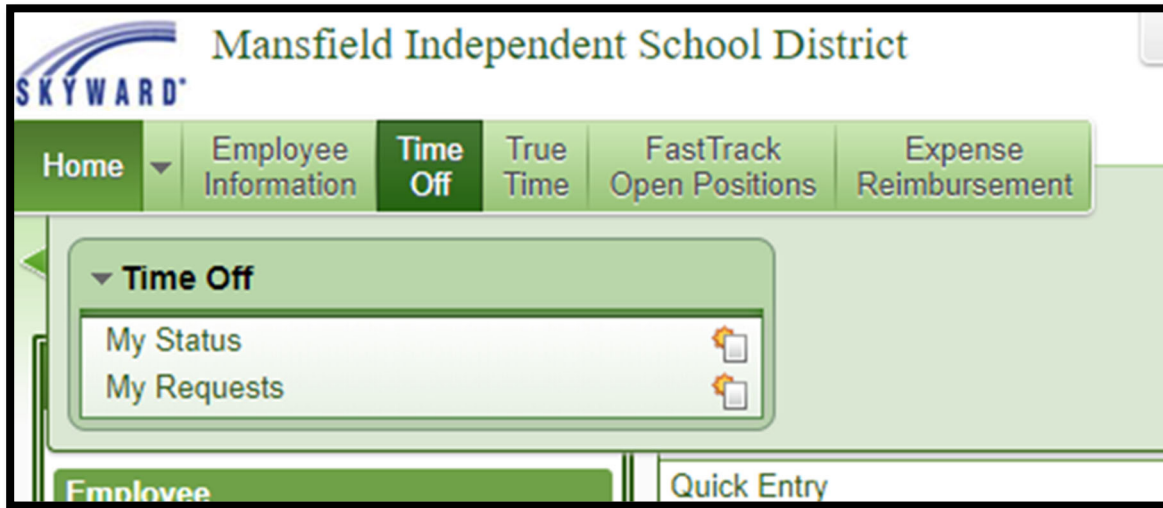 Mansfield Independent School District
SKYWARD
Home
Employee
Information
Time
Off
True
Time
FastTrack
Open Positions
Expense
Reimbursement
Time Off
My Status
My Requests
Employee
Quick Entry